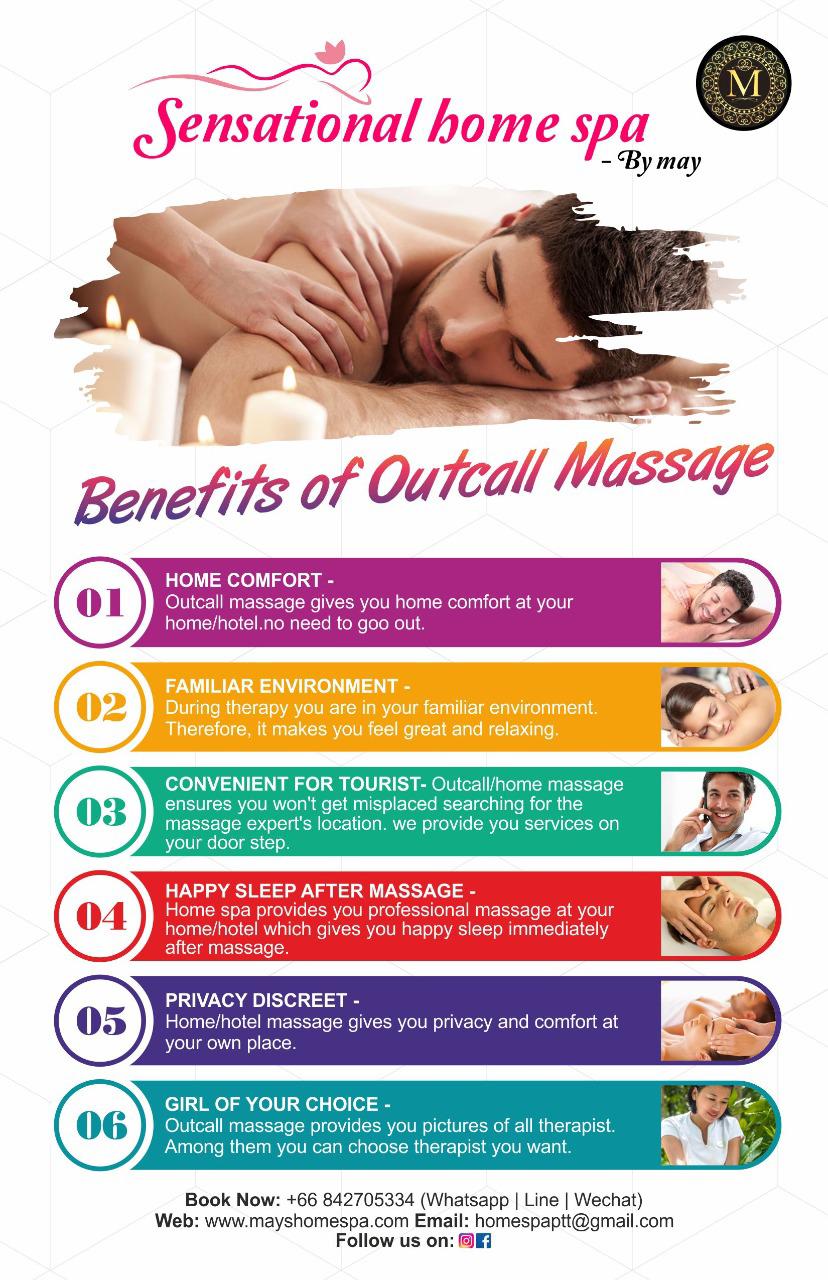 Sensational home spa
M
- By may
Benefits of Outcall Massage
01
HOME COMFORT -
Outcall massage gives you home comfort at your
home/hotel.no need to goo out.
02
FAMILIAR ENVIRONMENT -
During therapy you are in your familiar environment.
Therefore, it makes you feel great and relaxing.
03
CONVENIENT FOR TOURIST- Outcall/home massage
ensures you won't get misplaced searching for the
massage expert's location. we provide you services on
your door step.
04
HAPPY SLEEP AFTER MASSAGE -
Home spa provides you professional massage at your
home/hotel which gives you happy sleep immediately
after massage.
05
PRIVACY DISCREET -
Home/hotel massage gives you privacy and comfort at
your own place.
06
GIRL OF YOUR CHOICE -
Outcall massage provides you pictures of all therapist.
Among them you can choose therapist you want.
Book Now: +66 842705334 (Whatsapp | Line | Wechat)
Web: www.mayshomespa.com Email: homespaptt@gmail.com
Follow us on: